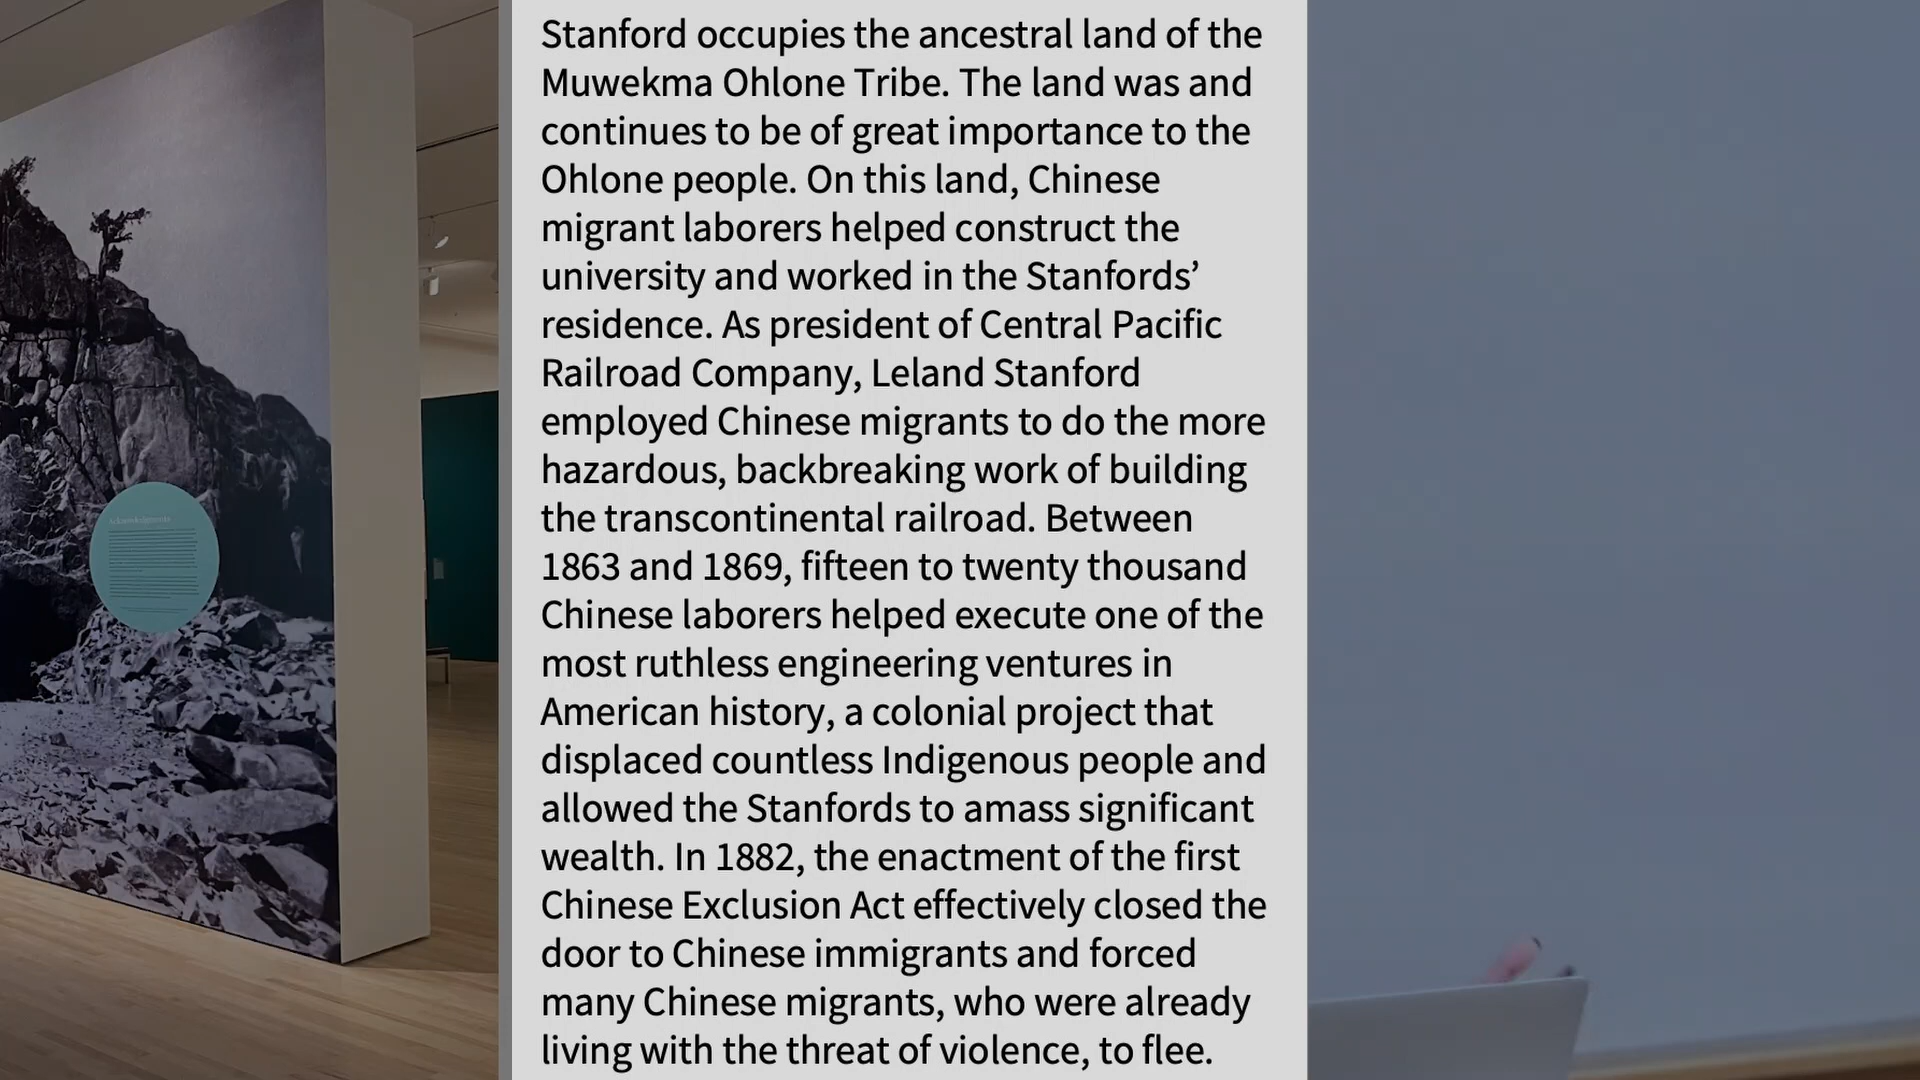 Stanford occupies the ancestral land of the
Muwekma Ohlone Tribe. The land was and
continues to be of great importance to the
Ohlone people. On this land, Chinese
migrant laborers helped construct the
university and worked in the Stanfords’
residence. As president of Central Pacific
Railroad Company, Leland Stanford
employed Chinese migrants to do the more
hazardous, backbreaking work of building
the transcontinental railroad. Between
1863 and 1869, fifteen to twenty thousand
Chinese laborers helped execute one of the
most ruthless engineering ventures in
American history, a colonial project that
displaced countless Indigenous people and
allowed the Stanfords to amass significant
wealth. In 1882, the enactment of the first
Chinese Exclusion Act effectively closed the
door to Chinese immigrants and forced
many Chinese migrants, who were already
living with the threat of violence, to flee.